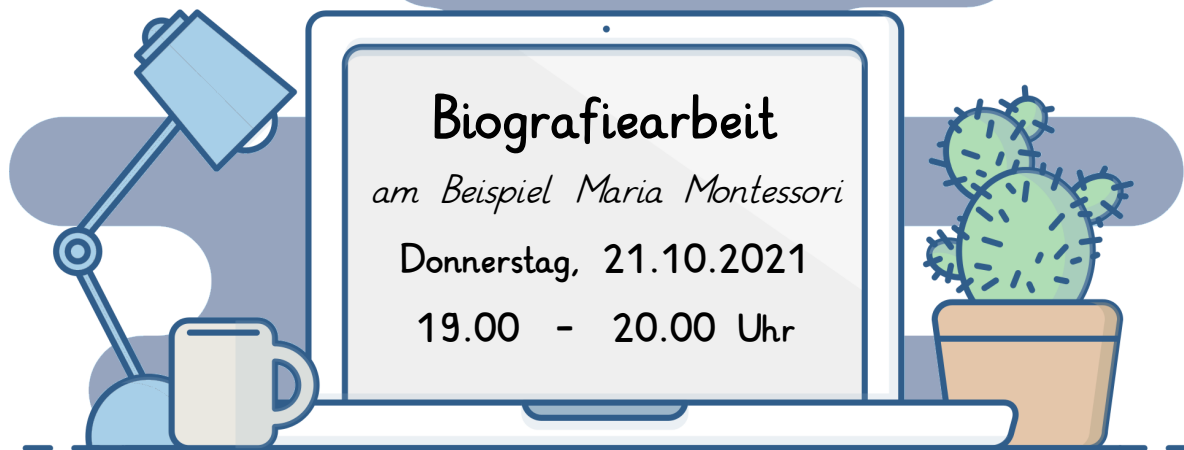 Biografiearbeit
am Beispiel Maria Montessori
Donnerstag, 21.10.2021
19.00 - 20.00 Uhr